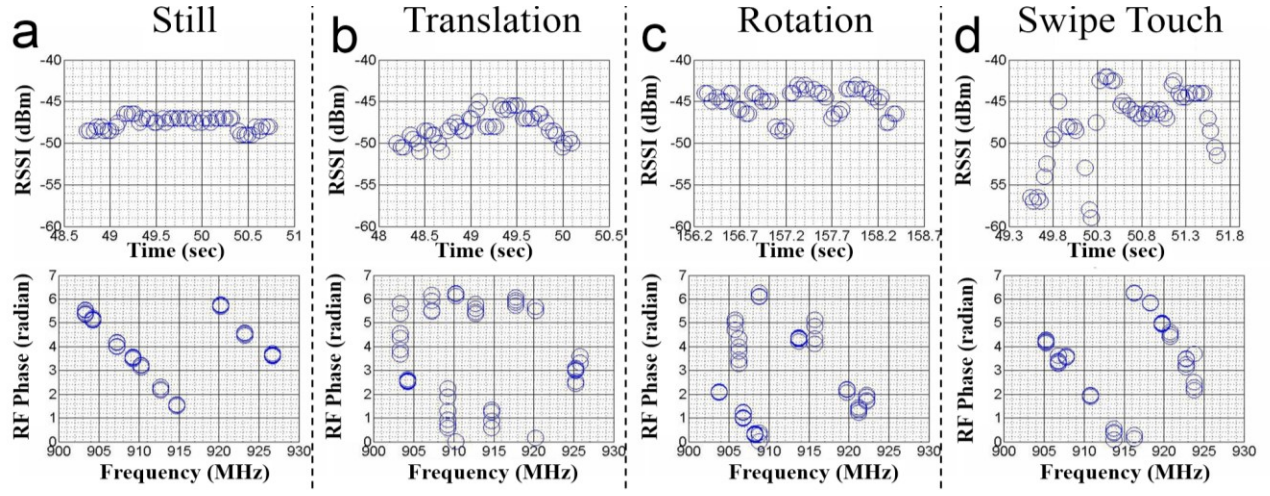 a Still b Translation c Rotation d Swipe Touch
-40 -40 -40 -40
-45 -45 -45 -45
-50 -50 -50 -50
-55 -55 -55 -55
-60 -60 -60 -60
RSSI (dBm) RSSI (dBm) RSSI (dBm) RSSI (dBm)
48.5 49 49.5 50 50.5 51 48 48.5 49 49.5 50 50.5 156.2 156.7 157.2 157.7 158.2 158.7 49.3 49.8 50.3 50.8 51.3 51.8
Time (sec) Time (sec) Time (sec) Time (sec)
7 7 7 7
6 6 6 6
5 5 5 5
4 4 4 4
3 3 3 3
2 2 2 2
1 1 1 1
0 0 0 0
RF Phase (radian) RF Phase (radian) RF Phase (radian) RF Phase (radian)
900 905 910 915 920 925 930 900 905 910 915 920 925 930 900 905 910 915 920 925 930 900 905 910 915 920 925 930
Frequency (MHz) Frequency (MHz) Frequency (MHz) Frequency (MHz)